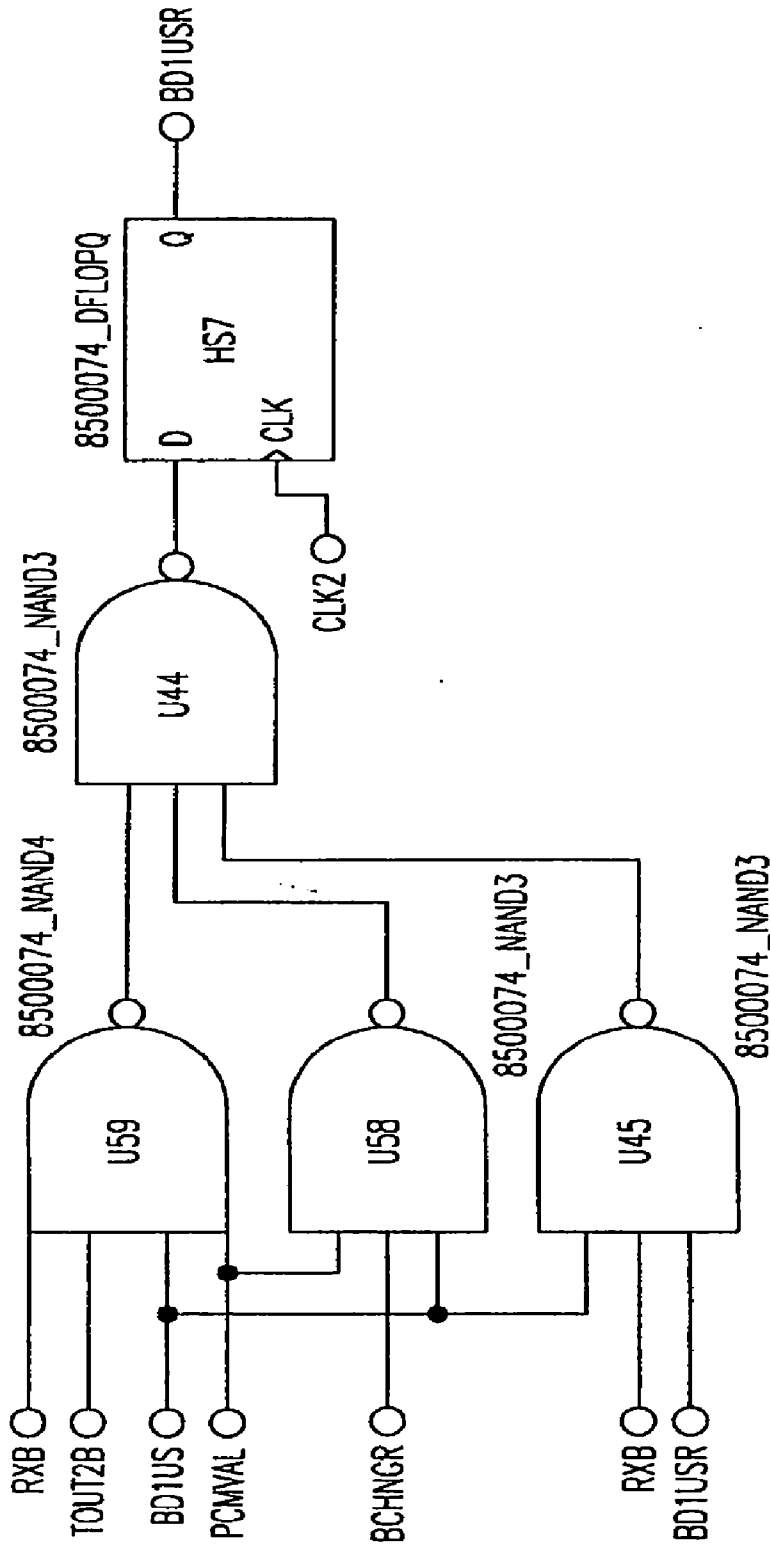 RXB
TOUT2B
BD1US
PCMVAL
BCHNGR
RXB
BD1USR
U59
8500074_NAND4
U58
8500074_NAND3
U45
8500074_NAND3
U44
8500074_NAND3
8500074_DFLOPQ
D
Q
HS7
CLK
CLK2
BD1USR